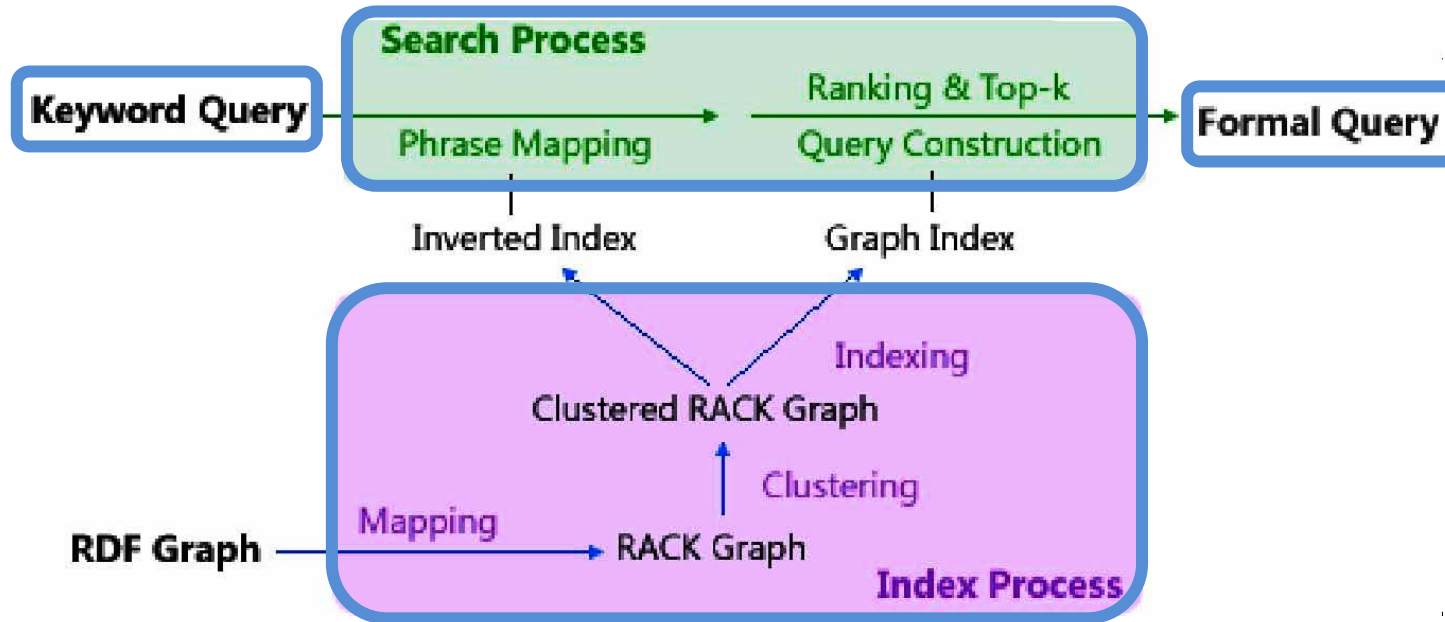 Search Process
Keyword Query
Ranking & Top-k
Formal Query
Phrase Mapping
Query Construction
Inverted Index
Graph Index
Indexing
Clustered RACK Graph
Clustering
Mapping
RDF Graph
RACK Graph
Index Process